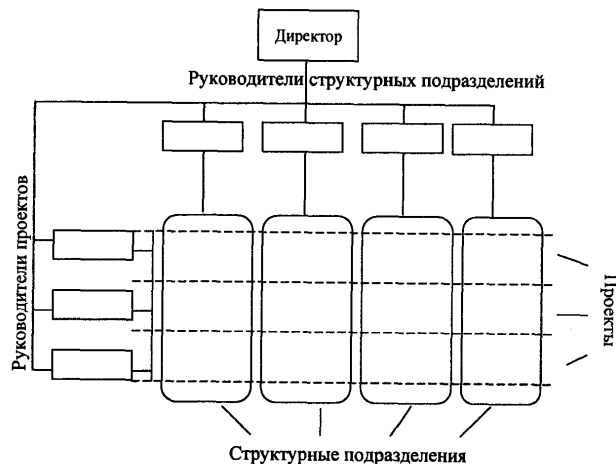 Директор
Руководители структурных подразделений
Руководители проектов
Проекты
Структурные подразделения